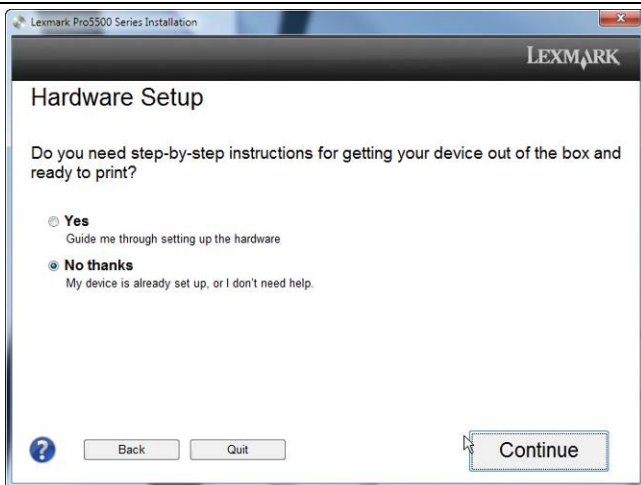 Lexmark Pro5500 Series Installation
LEXMARK
Hardware Setup
Do you need step-by-step instructions for getting your device out of the box and
ready to print?
Yes
Guide me through setting up the hardware
No thanks
My device is already set up, or I don't need help.
?
Back
Quit
Continue